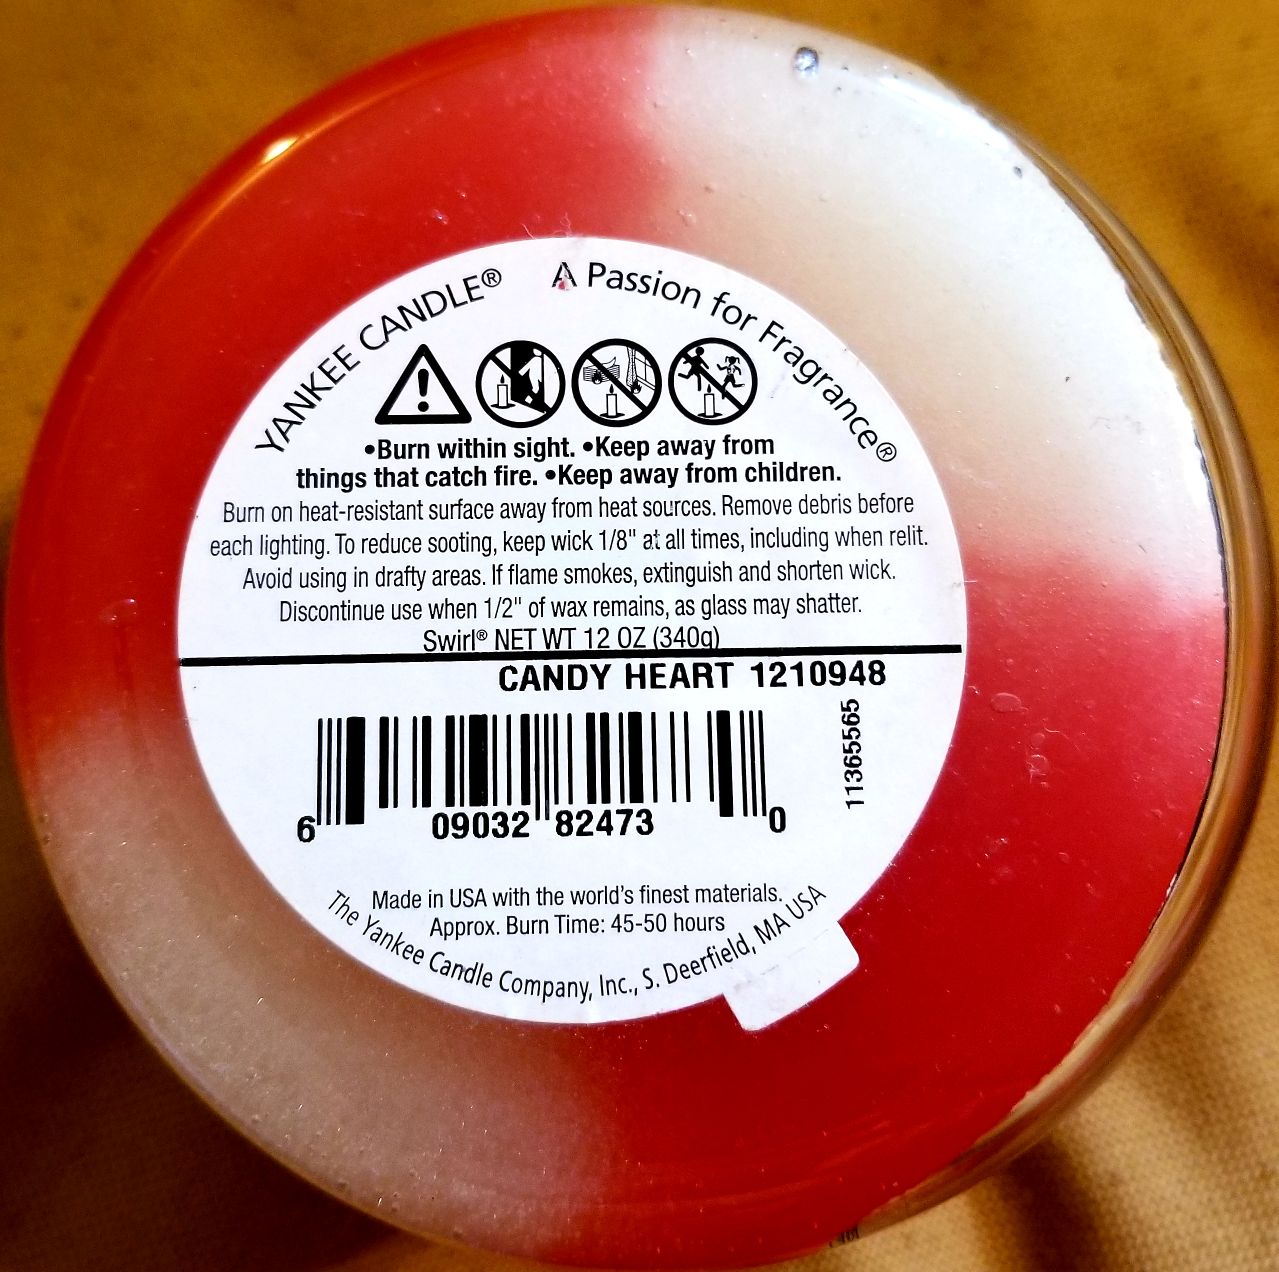 YANKEE CANDLE® A Passion for Fragrance®
•Burn within sight. •Keep away from
things that catch fire. •Keep away from children.
Burn on heat-resistant surface away from heat sources. Remove debris before
each lighting. To reduce sooting, keep wick 1/8" at all times, including when relit.
Avoid using in drafty areas. If flame smokes, extinguish and shorten wick.
Discontinue use when 1/2" of wax remains, as glass may shatter.
Swirl® NET WT 12 OZ (340g)
CANDY HEART 1210948
11365565
6 09032 82473 0
Made in USA with the world's finest materials.
Approx. Burn Time: 45-50 hours
The Yankee Candle Company, Inc., S. Deerfield, MA USA